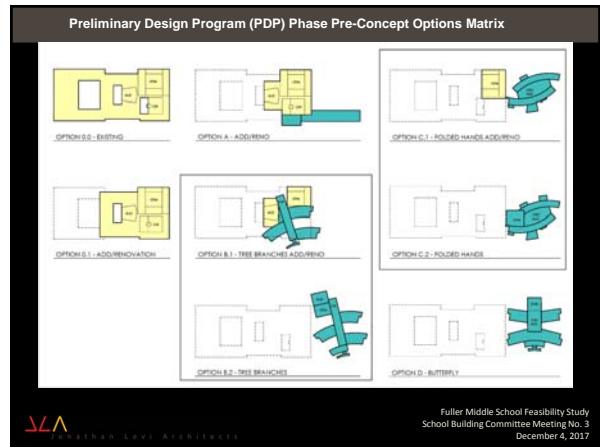 Preliminary Design Program (PDP) Phase Pre-Concept Options Matrix
OPTION 0.0 - EXISTING
OPTION A - ADD/RENO
OPTION C.1 - FOLDED HANDS ADD/RENO
OPTION 0.1 - ADD/RENOVATION
OPTION B.1 - TREE BRANCHES ADD/RENO
OPTION C.2 - FOLDED HANDS
OPTION B.2 - TREE BRANCHES
OPTION D - BUTTERFLY
Jonathan Levi Architects
Fuller Middle School Feasibility Study
School Building Committee Meeting No. 3
December 4, 2017